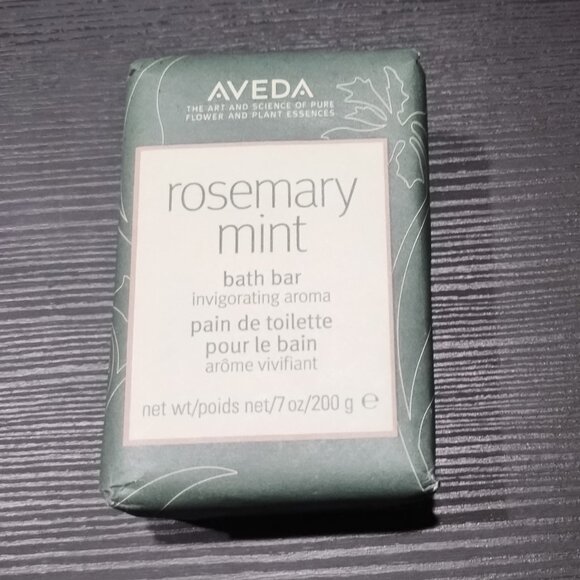 AVEDA
THE ART AND SCIENCE OF PURE
FLOWER AND PLANT ESSENCES
rosemary
mint
bath bar
invigorating aroma
pain de toilette
pour le bain
arôme vivifiant
net wt/poids net/7 oz/200 g ℮